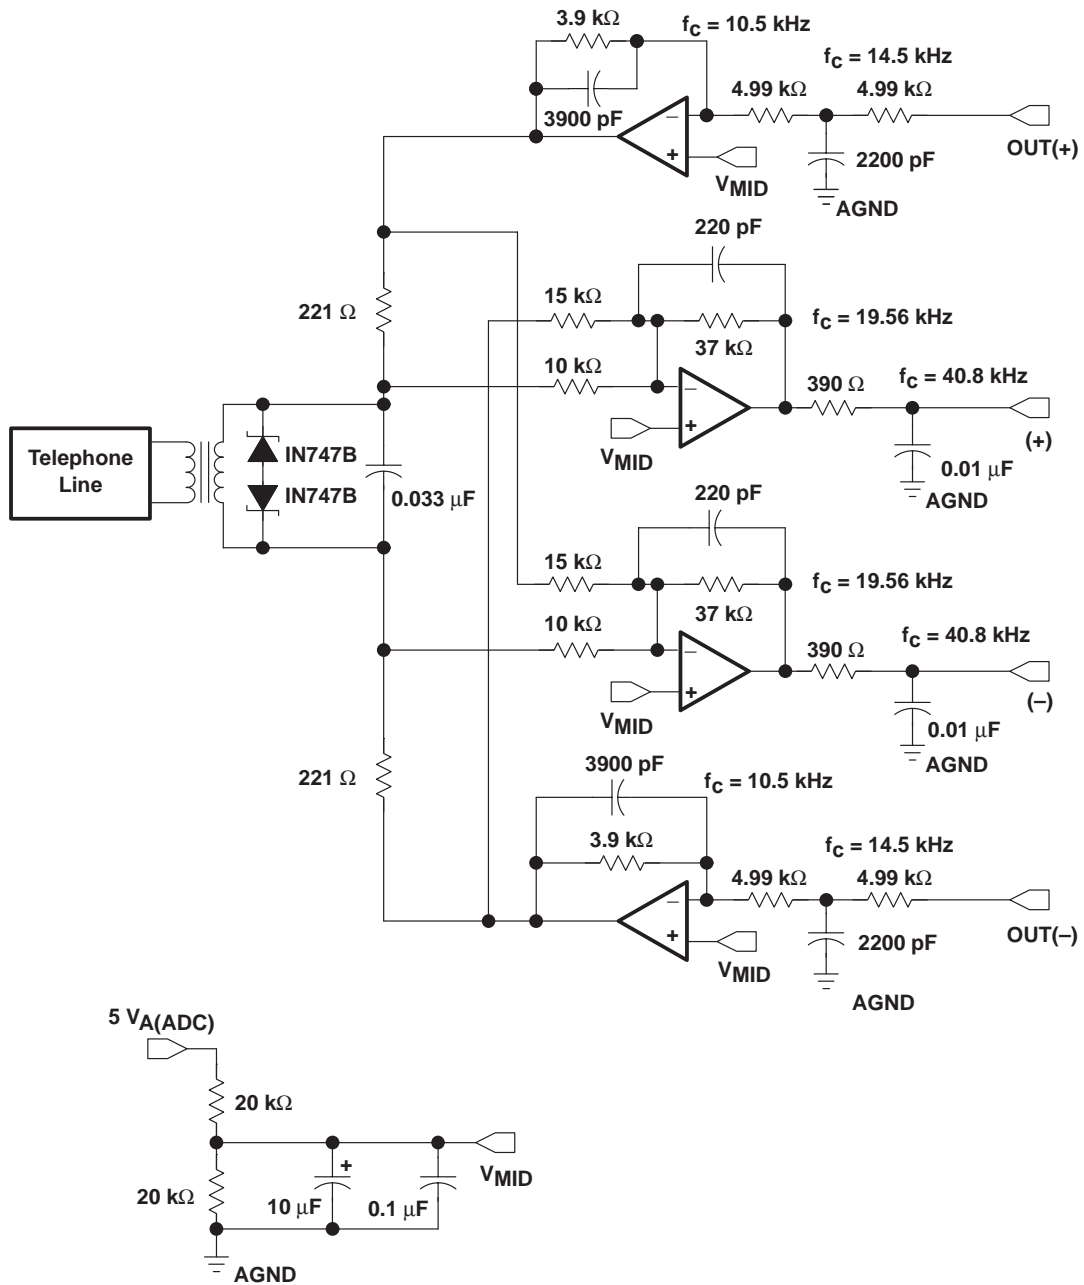 3.9 kΩ
fC = 10.5 kHz
fC = 14.5 kHz
4.99 kΩ
4.99 kΩ
3900 pF
−
+
OUT(+)
VMID
2200 pF
AGND
220 pF
15 kΩ
221 Ω
fC = 19.56 kHz
37 kΩ
10 kΩ
390 Ω
fC = 40.8 kHz
−
+
(+)
VMID
Telephone
Line
IN747B
IN747B
0.033 μF
0.01 μF
AGND
220 pF
15 kΩ
fC = 19.56 kHz
37 kΩ
10 kΩ
fC = 40.8 kHz
390 Ω
−
+
(−)
VMID
0.01 μF
AGND
221 Ω
3900 pF
fC = 10.5 kHz
3.9 kΩ
fC = 14.5 kHz
4.99 kΩ
4.99 kΩ
−
+
OUT(−)
VMID
2200 pF
AGND
5 VA(ADC)
20 kΩ
+
VMID
20 kΩ
10 μF
0.1 μF
AGND